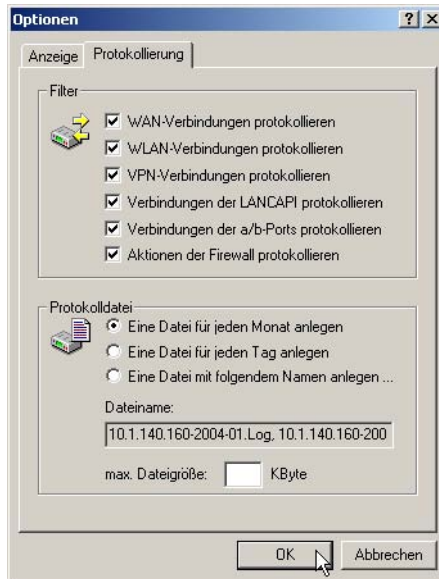 Optionen
Anzeige Protokollierung
Filter
WAN-Verbindungen protokollieren
WLAN-Verbindungen protokollieren
VPN-Verbindungen protokollieren
Verbindungen der LANCAPI protokollieren
Verbindungen der a/b-Ports protokollieren
Aktionen der Firewall protokollieren
Protokolldatei
Eine Datei für jeden Monat anlegen
Eine Datei für jeden Tag anlegen
Eine Datei mit folgendem Namen anlegen ...
Dateiname:
10.1.140.160-2004-01.Log, 10.1.140.160-200
max. Dateigröße: KByte
OK Abbrechen